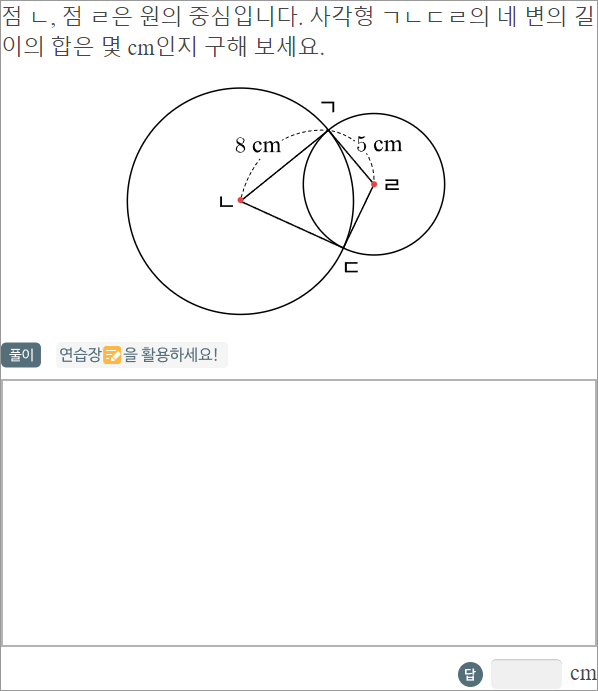 점 ㄴ, 점 ㄹ은 원의 중심입니다. 사각형 ㄱㄴㄷㄹ의 네 변의 길
이의 합은 몇 cm인지 구해 보세요.
ㄱ
8 cm
5 cm
ㄴ
ㄹ
ㄷ
풀이 연습장을 활용하세요!
답 cm